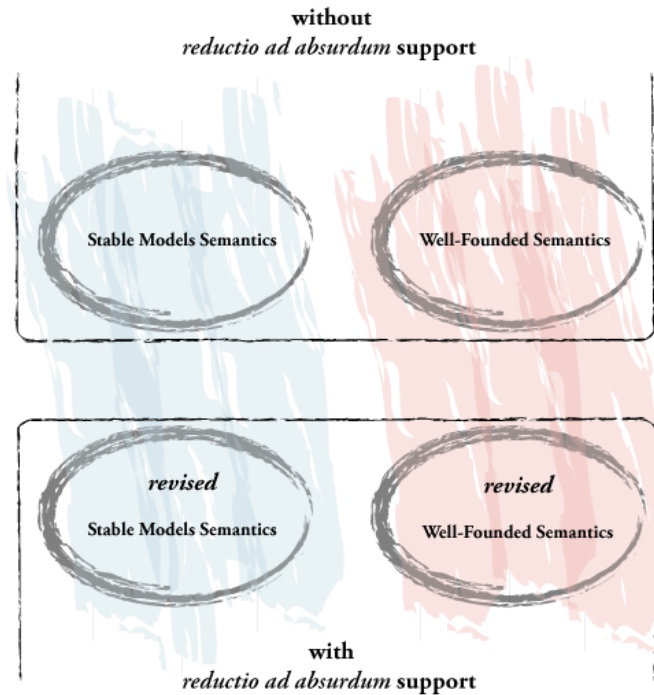 without
reductio ad absurdum support
Stable Models Semantics
Well-Founded Semantics
revised
Stable Models Semantics
revised
Well-Founded Semantics
with
reductio ad absurdum support